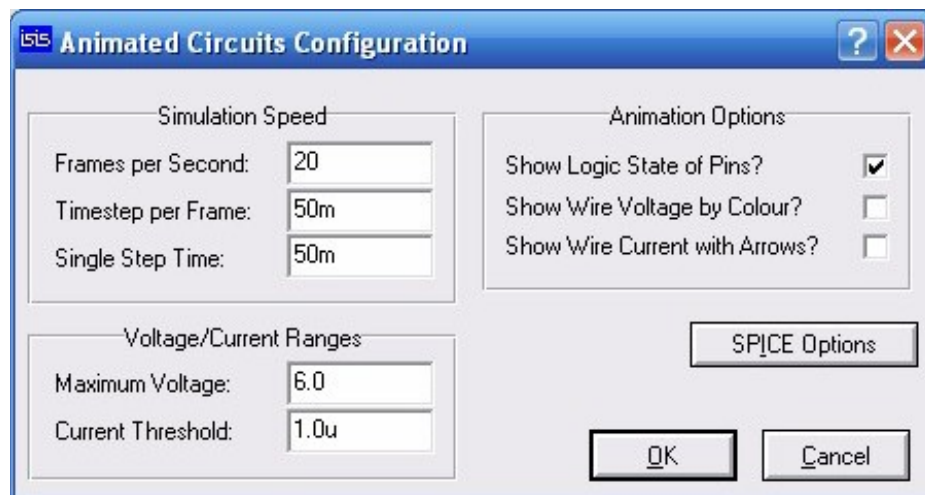 isis Animated Circuits Configuration
Simulation Speed
Frames per Second: 20
Timestep per Frame: 50m
Single Step Time: 50m
Animation Options
Show Logic State of Pins?
Show Wire Voltage by Colour?
Show Wire Current with Arrows?
Voltage/Current Ranges
Maximum Voltage: 6.0
Current Threshold: 1.0u
SPICE Options
OK Cancel